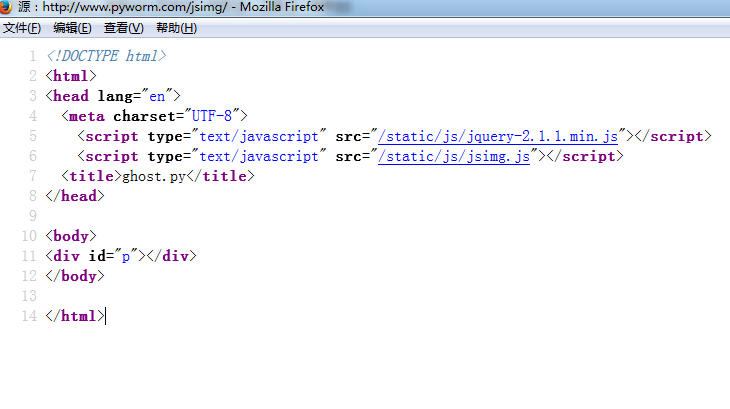 源：http://www.pyworm.com/jsimg/ - Mozilla Firefox
文件(F) 编辑(E) 查看(V) 帮助(H)
1 <!DOCTYPE html>
2 <html>
3 <head lang="en">
4 <meta charset="UTF-8">
5 <script type="text/javascript" src="/static/js/jquery-2.1.1.min.js"></script>
6 <script type="text/javascript" src="/static/js/jsimg.js"></script>
7 <title>ghost.py</title>
8 </head>
9
10 <body>
11 <div id="p"></div>
12 </body>
13
14 </html>